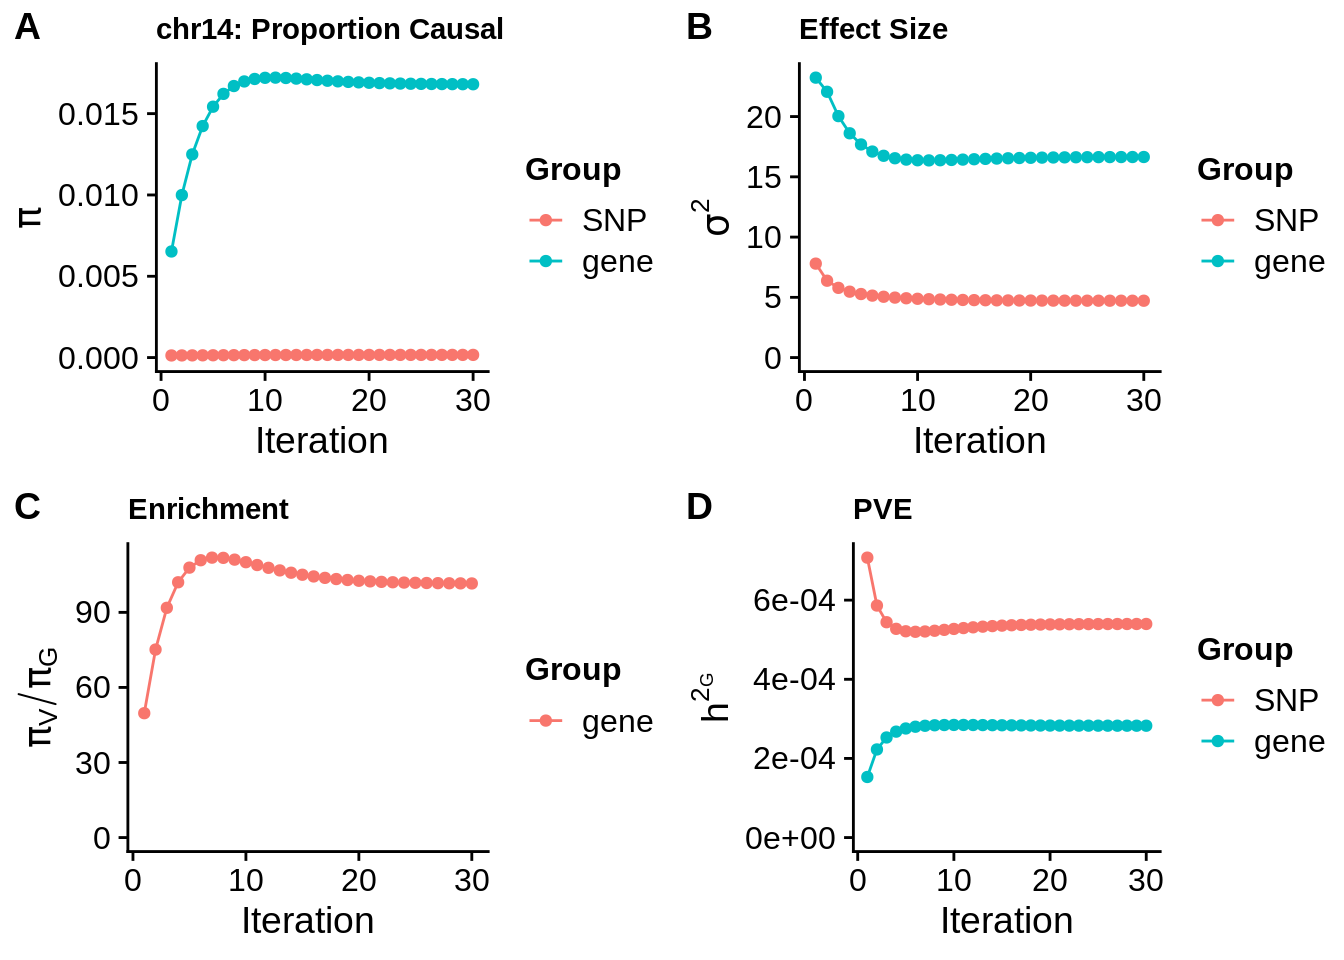 A
chr14: Proportion Causal
π
0.015
0.010
0.005
0.000
0 10 20 30
Iteration
Group
SNP
gene
B
Effect Size
σ²
20
15
10
5
0
0 10 20 30
Iteration
Group
SNP
gene
C
Enrichment
πV/πG
90
60
30
0
0 10 20 30
Iteration
Group
gene
D
PVE
h²G
6e-04
4e-04
2e-04
0e+00
0 10 20 30
Iteration
Group
SNP
gene